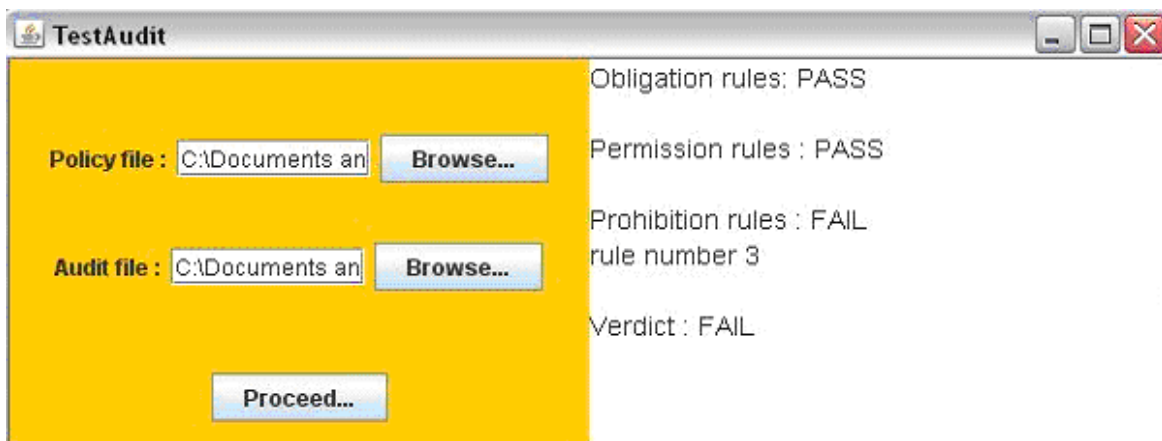 TestAudit
Policy file : C:\Documents an Browse...
Audit file : C:\Documents an Browse...
Proceed...
Obligation rules: PASS
Permission rules : PASS
Prohibition rules : FAIL
rule number 3
Verdict : FAIL